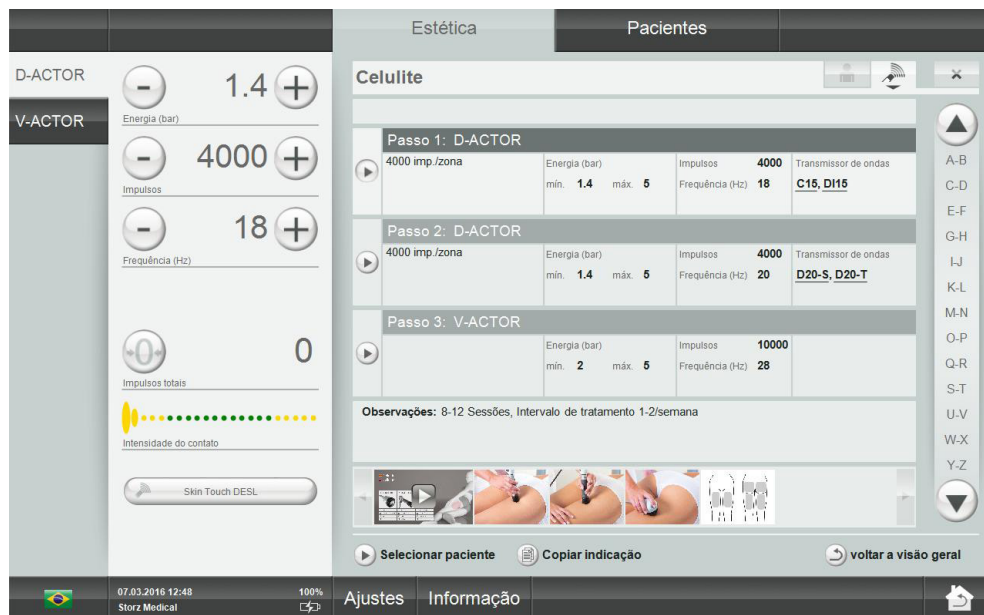 Estética
Pacientes
D-ACTOR
V-ACTOR
1.4
Energia (bar)
4000
Impulsos
18
Frequência (Hz)
0
0
Impulsos totais
Intensidade do contato
Skin Touch DESL
Celulite
Passo 1: D-ACTOR
4000 imp./zona
Energia (bar)
mín. 1.4 máx. 5
Impulsos 4000
Frequência (Hz) 18
Transmissor de ondas
C15, DI15
Passo 2: D-ACTOR
4000 imp./zona
Energia (bar)
mín. 1.4 máx. 5
Impulsos 4000
Frequência (Hz) 20
Transmissor de ondas
D20-S, D20-T
Passo 3: V-ACTOR
Energia (bar)
mín. 2 máx. 5
Impulsos 10000
Frequência (Hz) 28
Observações: 8-12 Sessões, Intervalo de tratamento 1-2/semana
Selecionar paciente
Copiar indicação
voltar a visão geral
A-B
C-D
E-F
G-H
I-J
K-L
M-N
O-P
Q-R
S-T
U-V
W-X
Y-Z
07.03.2016 12:48
Storz Medical
100%
Ajustes
Informação